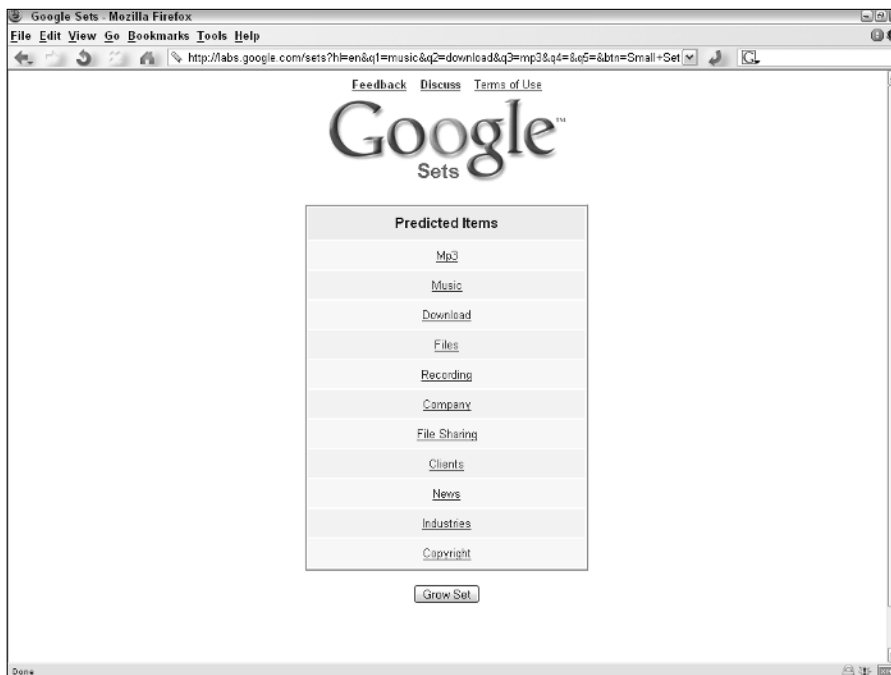 Google Sets - Mozilla Firefox
File Edit View Go Bookmarks Tools Help
http://labs.google.com/sets?hl=en&q1=music&q2=download&q3=mp3&q4=&q5=&btn=Small+Set
G
Feedback Discuss Terms of Use
Google™
Sets
Predicted Items
Mp3
Music
Download
Files
Recording
Company
File Sharing
Clients
News
Industries
Copyright
Grow Set
Done